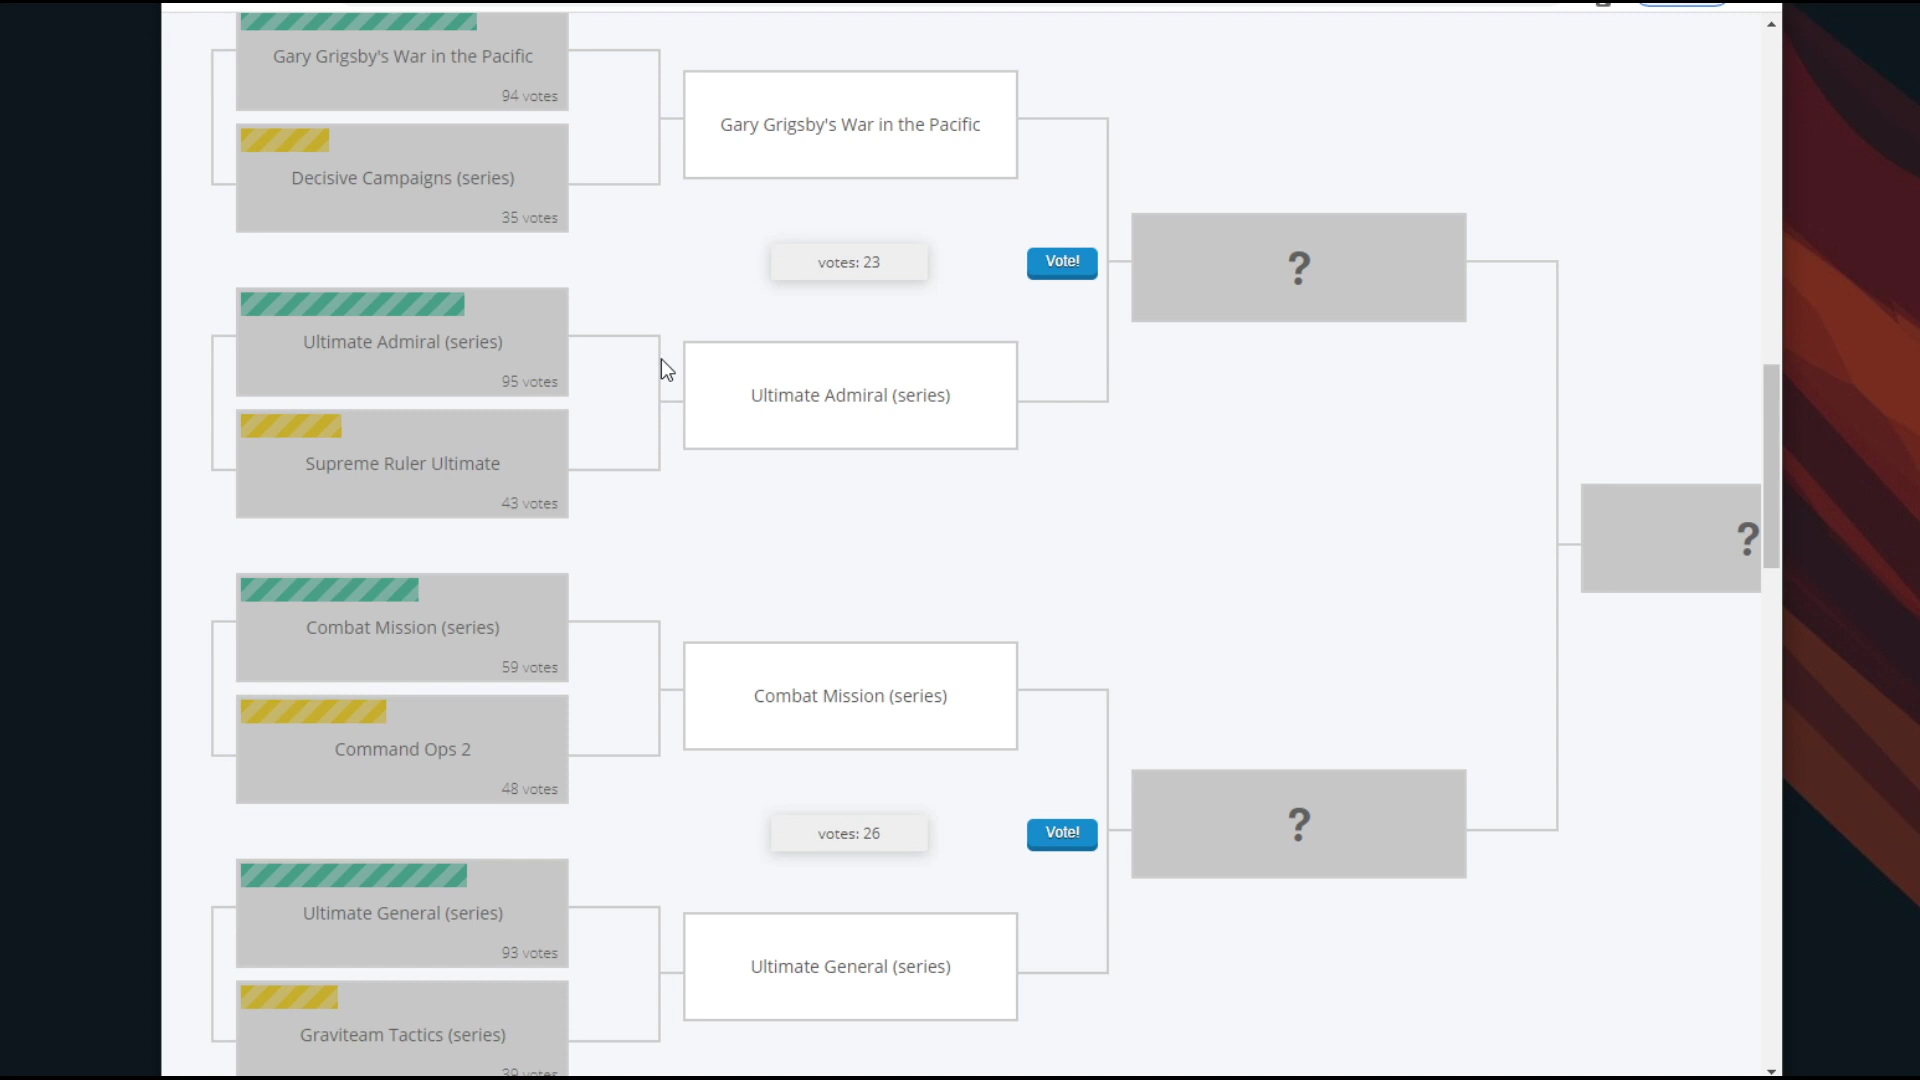 Gary Grigsby's War in the Pacific
94 votes
Decisive Campaigns (series)
35 votes
Ultimate Admiral (series)
95 votes
Supreme Ruler Ultimate
43 votes
Combat Mission (series)
59 votes
Command Ops 2
48 votes
Ultimate General (series)
93 votes
Graviteam Tactics (series)
39 votes
Gary Grigsby's War in the Pacific
votes: 23
Vote!
Ultimate Admiral (series)
Combat Mission (series)
votes: 26
Vote!
Ultimate General (series)
?
?
?